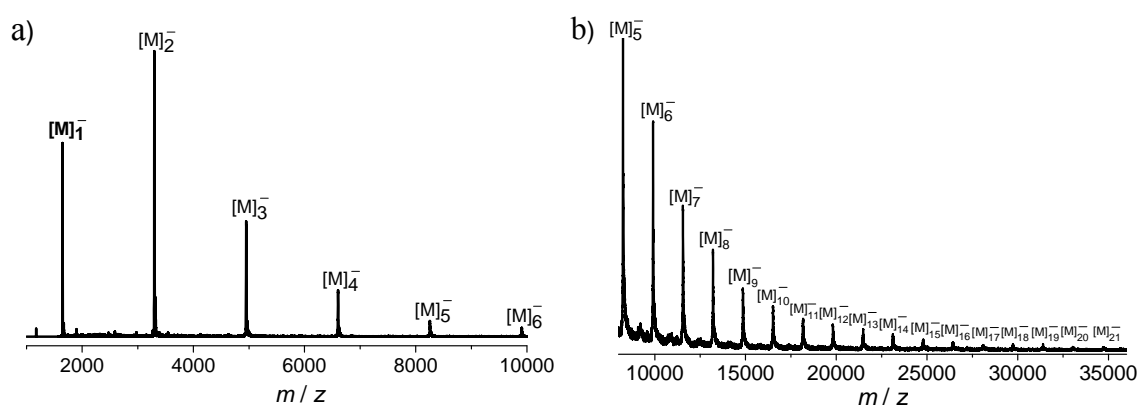 a)
[M]₁⁻
[M]₂⁻
[M]₃⁻
[M]₄⁻
[M]₅⁻
[M]₆⁻
2000 4000 6000 8000 10000
m / z
b)
[M]₅⁻
[M]₆⁻
[M]₇⁻
[M]₈⁻
[M]₉⁻
[M]₁₀⁻
[M]₁₁⁻
[M]₁₂⁻
[M]₁₃⁻
[M]₁₄⁻
[M]₁₅⁻
[M]₁₆⁻
[M]₁₇⁻
[M]₁₈⁻
[M]₁₉⁻
[M]₂₀⁻
[M]₂₁⁻
10000 15000 20000 25000 30000 35000
m / z